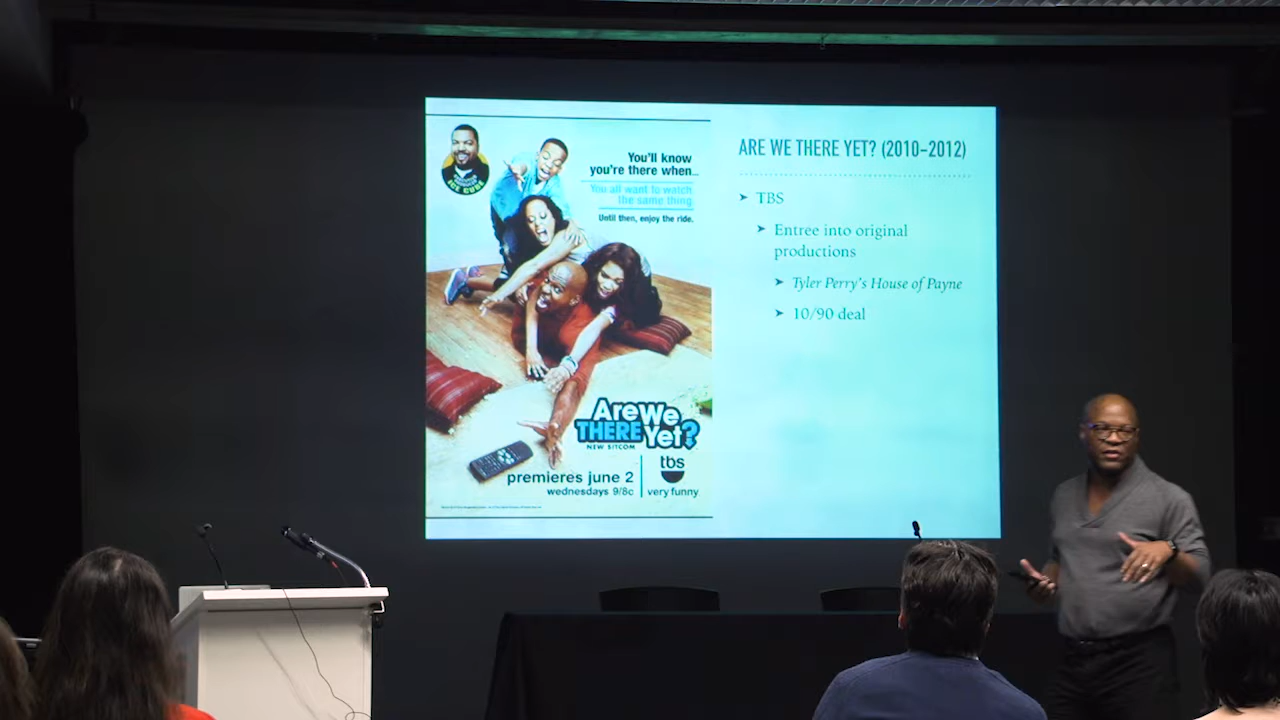 ICE CUBE
You'll know
you're there when...
You all want to watch
the same thing.
Until then, enjoy the ride.
Are We
THERE Yet?
NEW SITCOM
premieres june 2
wednesdays 9/8c
tbs
very funny
ARE WE THERE YET? (2010–2012)
➤ TBS
➤ Entree into original
productions
➤ Tyler Perry's House of Payne
➤ 10/90 deal